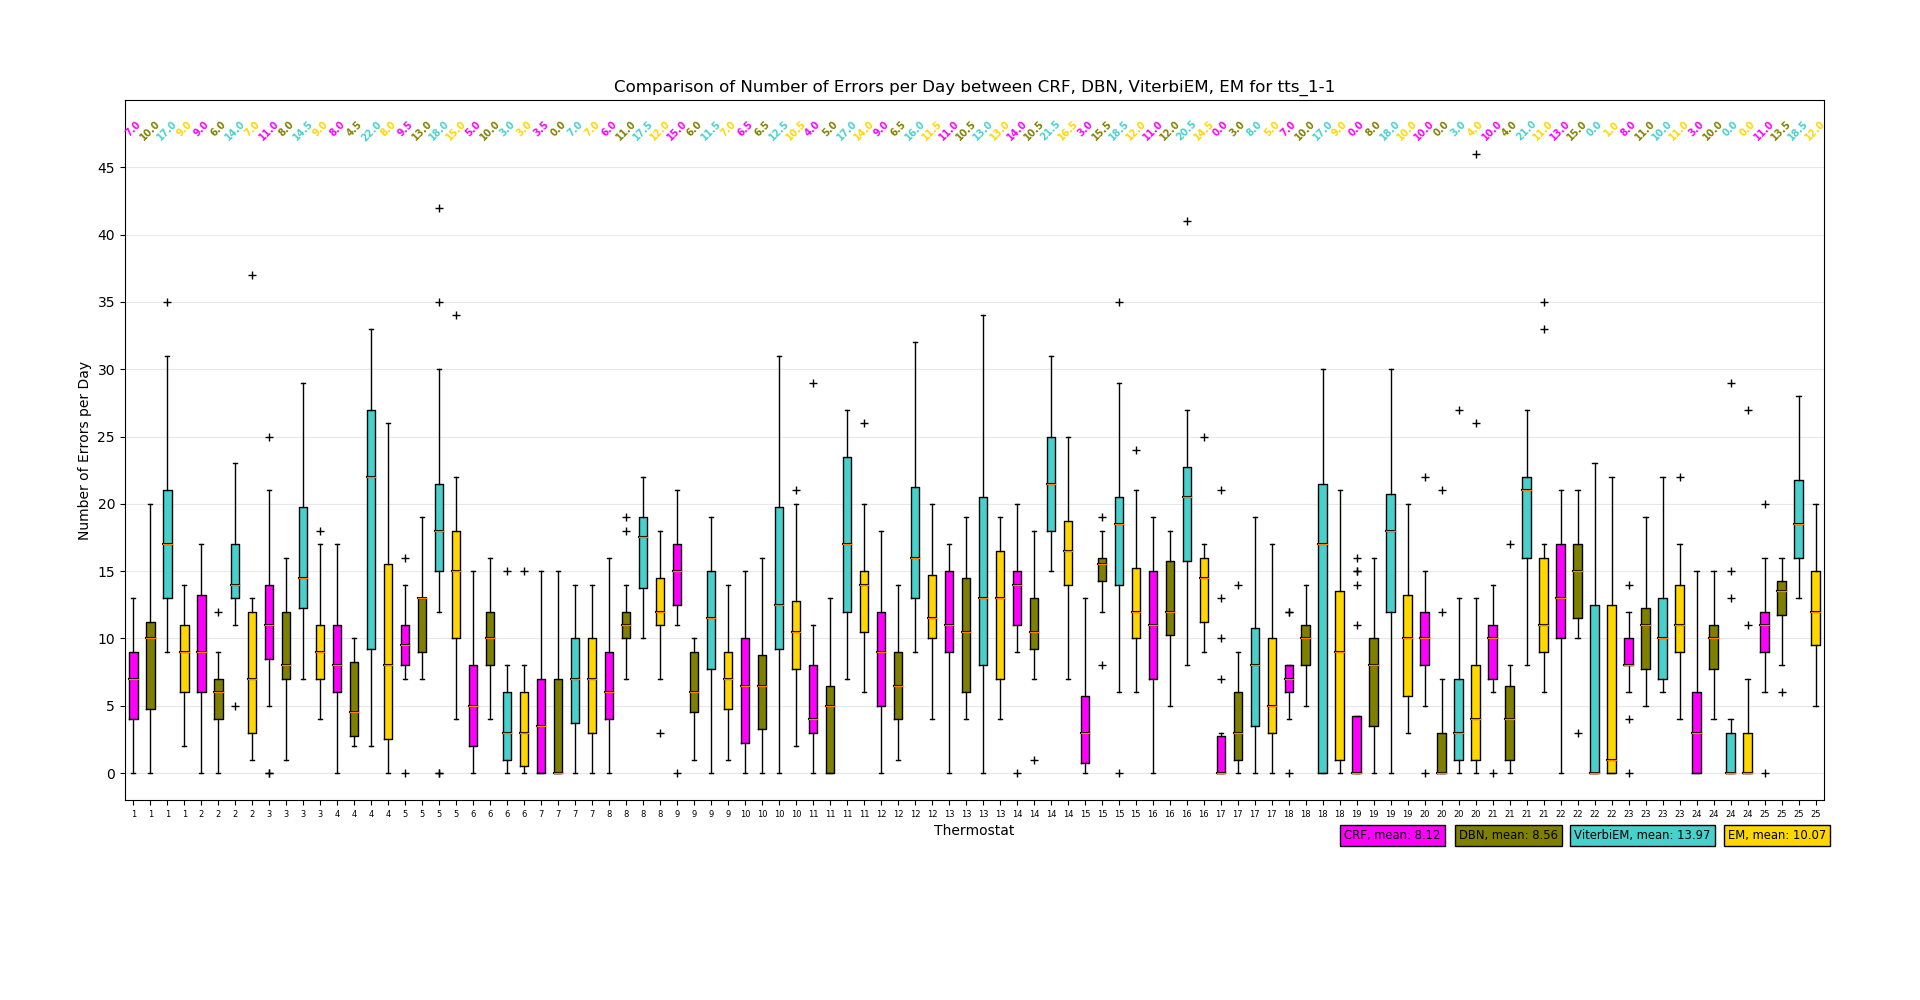 Comparison of Number of Errors per Day between CRF, DBN, ViterbiEM, EM for tts_1-1
7.0 10.0 17.0 9.0 9.0 6.0 14.0 7.0 11.0 8.0 14.5 9.0 8.0 4.5 22.0 8.0 9.5 13.0 18.0 15.0 5.0 10.0 3.0 3.0 3.5 0.0 7.0 7.0 6.0 11.0 17.5 12.0 15.0 6.0 11.5 7.0 6.5 6.5 12.5 10.5 4.0 5.0 17.0 14.0 9.0 6.5 16.0 11.5 11.0 10.5 13.0 13.0 14.0 10.5 21.5 16.5 3.0 15.5 18.5 12.0 11.0 12.0 20.5 14.5 0.0 3.0 8.0 5.0 7.0 10.0 17.0 9.0 0.0 8.0 18.0 10.0 10.0 0.0 3.0 4.0 10.0 4.0 21.0 11.0 13.0 15.0 0.0 1.0 8.0 11.0 10.0 11.0 3.0 10.0 0.0 0.0 11.0 13.5 18.5 12.0
45
40
35
30
25
20
15
10
5
0
Number of Errors per Day
1 1 1 1 2 2 2 2 3 3 3 3 4 4 4 4 5 5 5 5 6 6 6 6 7 7 7 7 8 8 8 8 9 9 9 9 10 10 10 10 11 11 11 11 12 12 12 12 13 13 13 13 14 14 14 14 15 15 15 15 16 16 16 16 17 17 17 17 18 18 18 18 19 19 19 19 20 20 20 20 21 21 21 21 22 22 22 22 23 23 23 23 24 24 24 24 25 25 25 25
Thermostat
CRF, mean: 8.12 DBN, mean: 8.56 ViterbiEM, mean: 13.97 EM, mean: 10.07